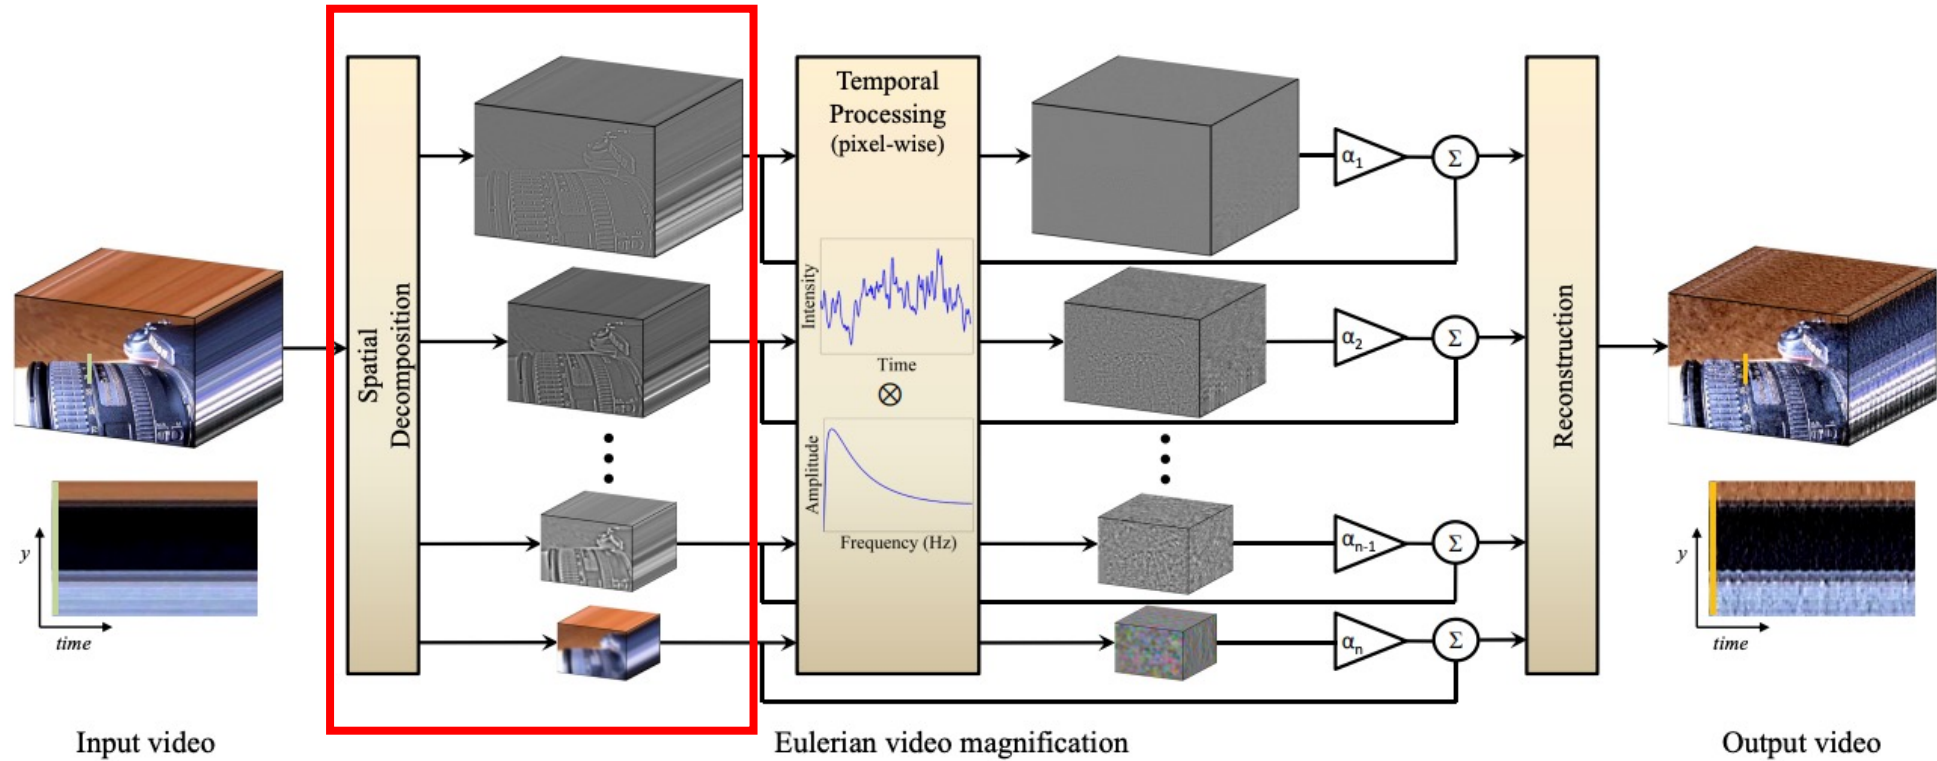 Spatial
Decomposition
Temporal
Processing
(pixel-wise)
Intensity
Time
⊗
Amplitude
Frequency (Hz)
α1
Σ
α2
Σ
αn-1
Σ
αn
Σ
Reconstruction
y
time
y
time
Input video
Eulerian video magnification
Output video